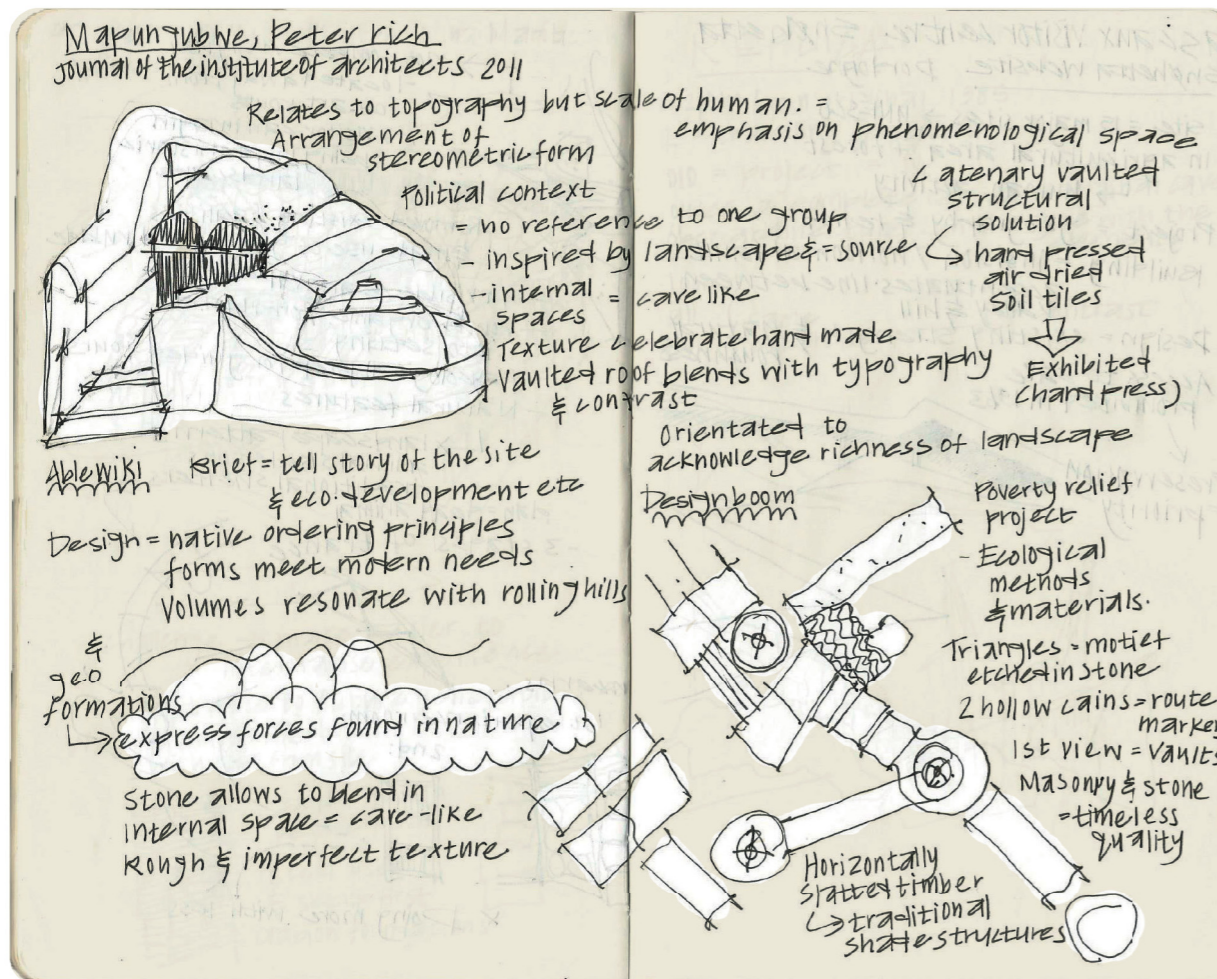 Mapungubwe, Peter rich
Journal of the institute of architects 2011
Relates to topography but scale of human. =
emphasis on phenomenological space
Arrangement of
stereometric form
Political context
= no reference to one group
- inspired by landscape & = source
- internal = cave like
spaces
Texture celebrate hand made
Vaulted roof blends with typography
& contrast
Catenary vaulted
structural
solution
↳ hand pressed
air dried
soil tiles
Exhibited
(hand press)
Orientated to
acknowledge richness of landscape
Ablewiki
Brief = tell story of the site
& eco. development etc
Design = native ordering principles
forms meet modern needs
Volumes resonate with rolling hills
&
geo
formations
↳ express forces found in nature
Stone allows to blend in
Internal space = cave-like
Rough & imperfect texture
Designboom
Poverty relief
project
- Ecological
methods
& materials.
Triangles = motief
etched in stone
2 hollow cains = route
marker
1st view = vaults
Masonry & stone
= timeless
quality
Horizontally
slatted timber
↳ traditional
shade structures